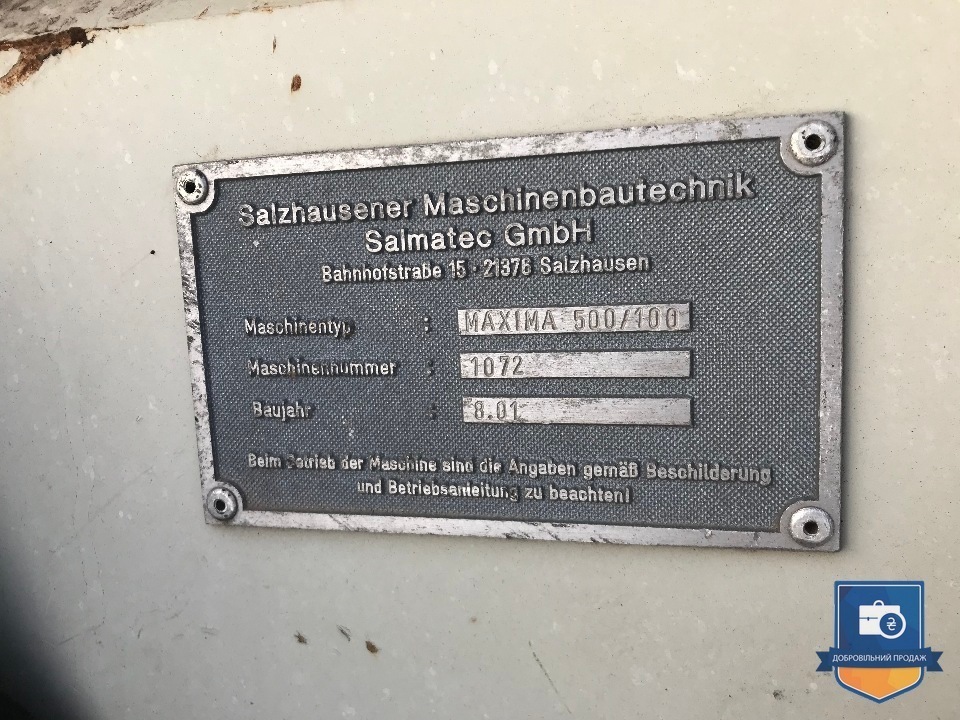 Salzhausener Maschinenbautechnik
Salmatec GmbH
Bahnhofstraße 15 · 21376 Salzhausen
Maschinentyp : MAXIMA 500/100
Maschinennummer : 1072
Baujahr : 8.01
Beim Betrieb der Maschine sind die Angaben gemäß Beschilderung
und Betriebsanleitung zu beachten!
ДОБРОВІЛЬНИЙ ПРОДАЖ